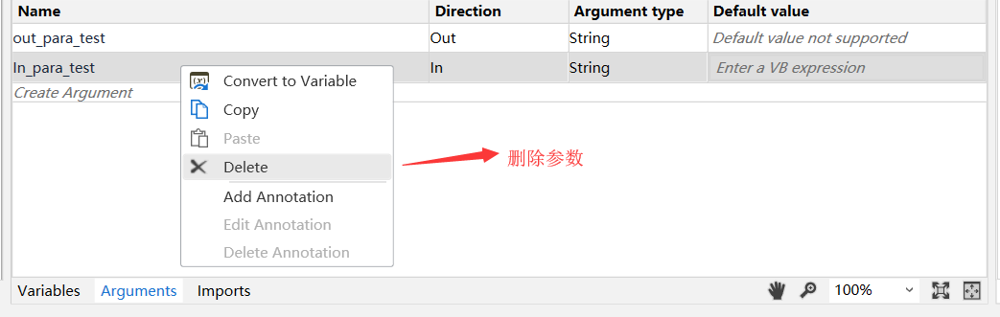 Name Direction Argument type Default value
out_para_test Out String Default value not supported
In_para_test In String Enter a VB expression
Create Argument
Convert to Variable
Copy
Paste
Delete
删除参数
Add Annotation
Edit Annotation
Delete Annotation
Variables Arguments Imports 100%